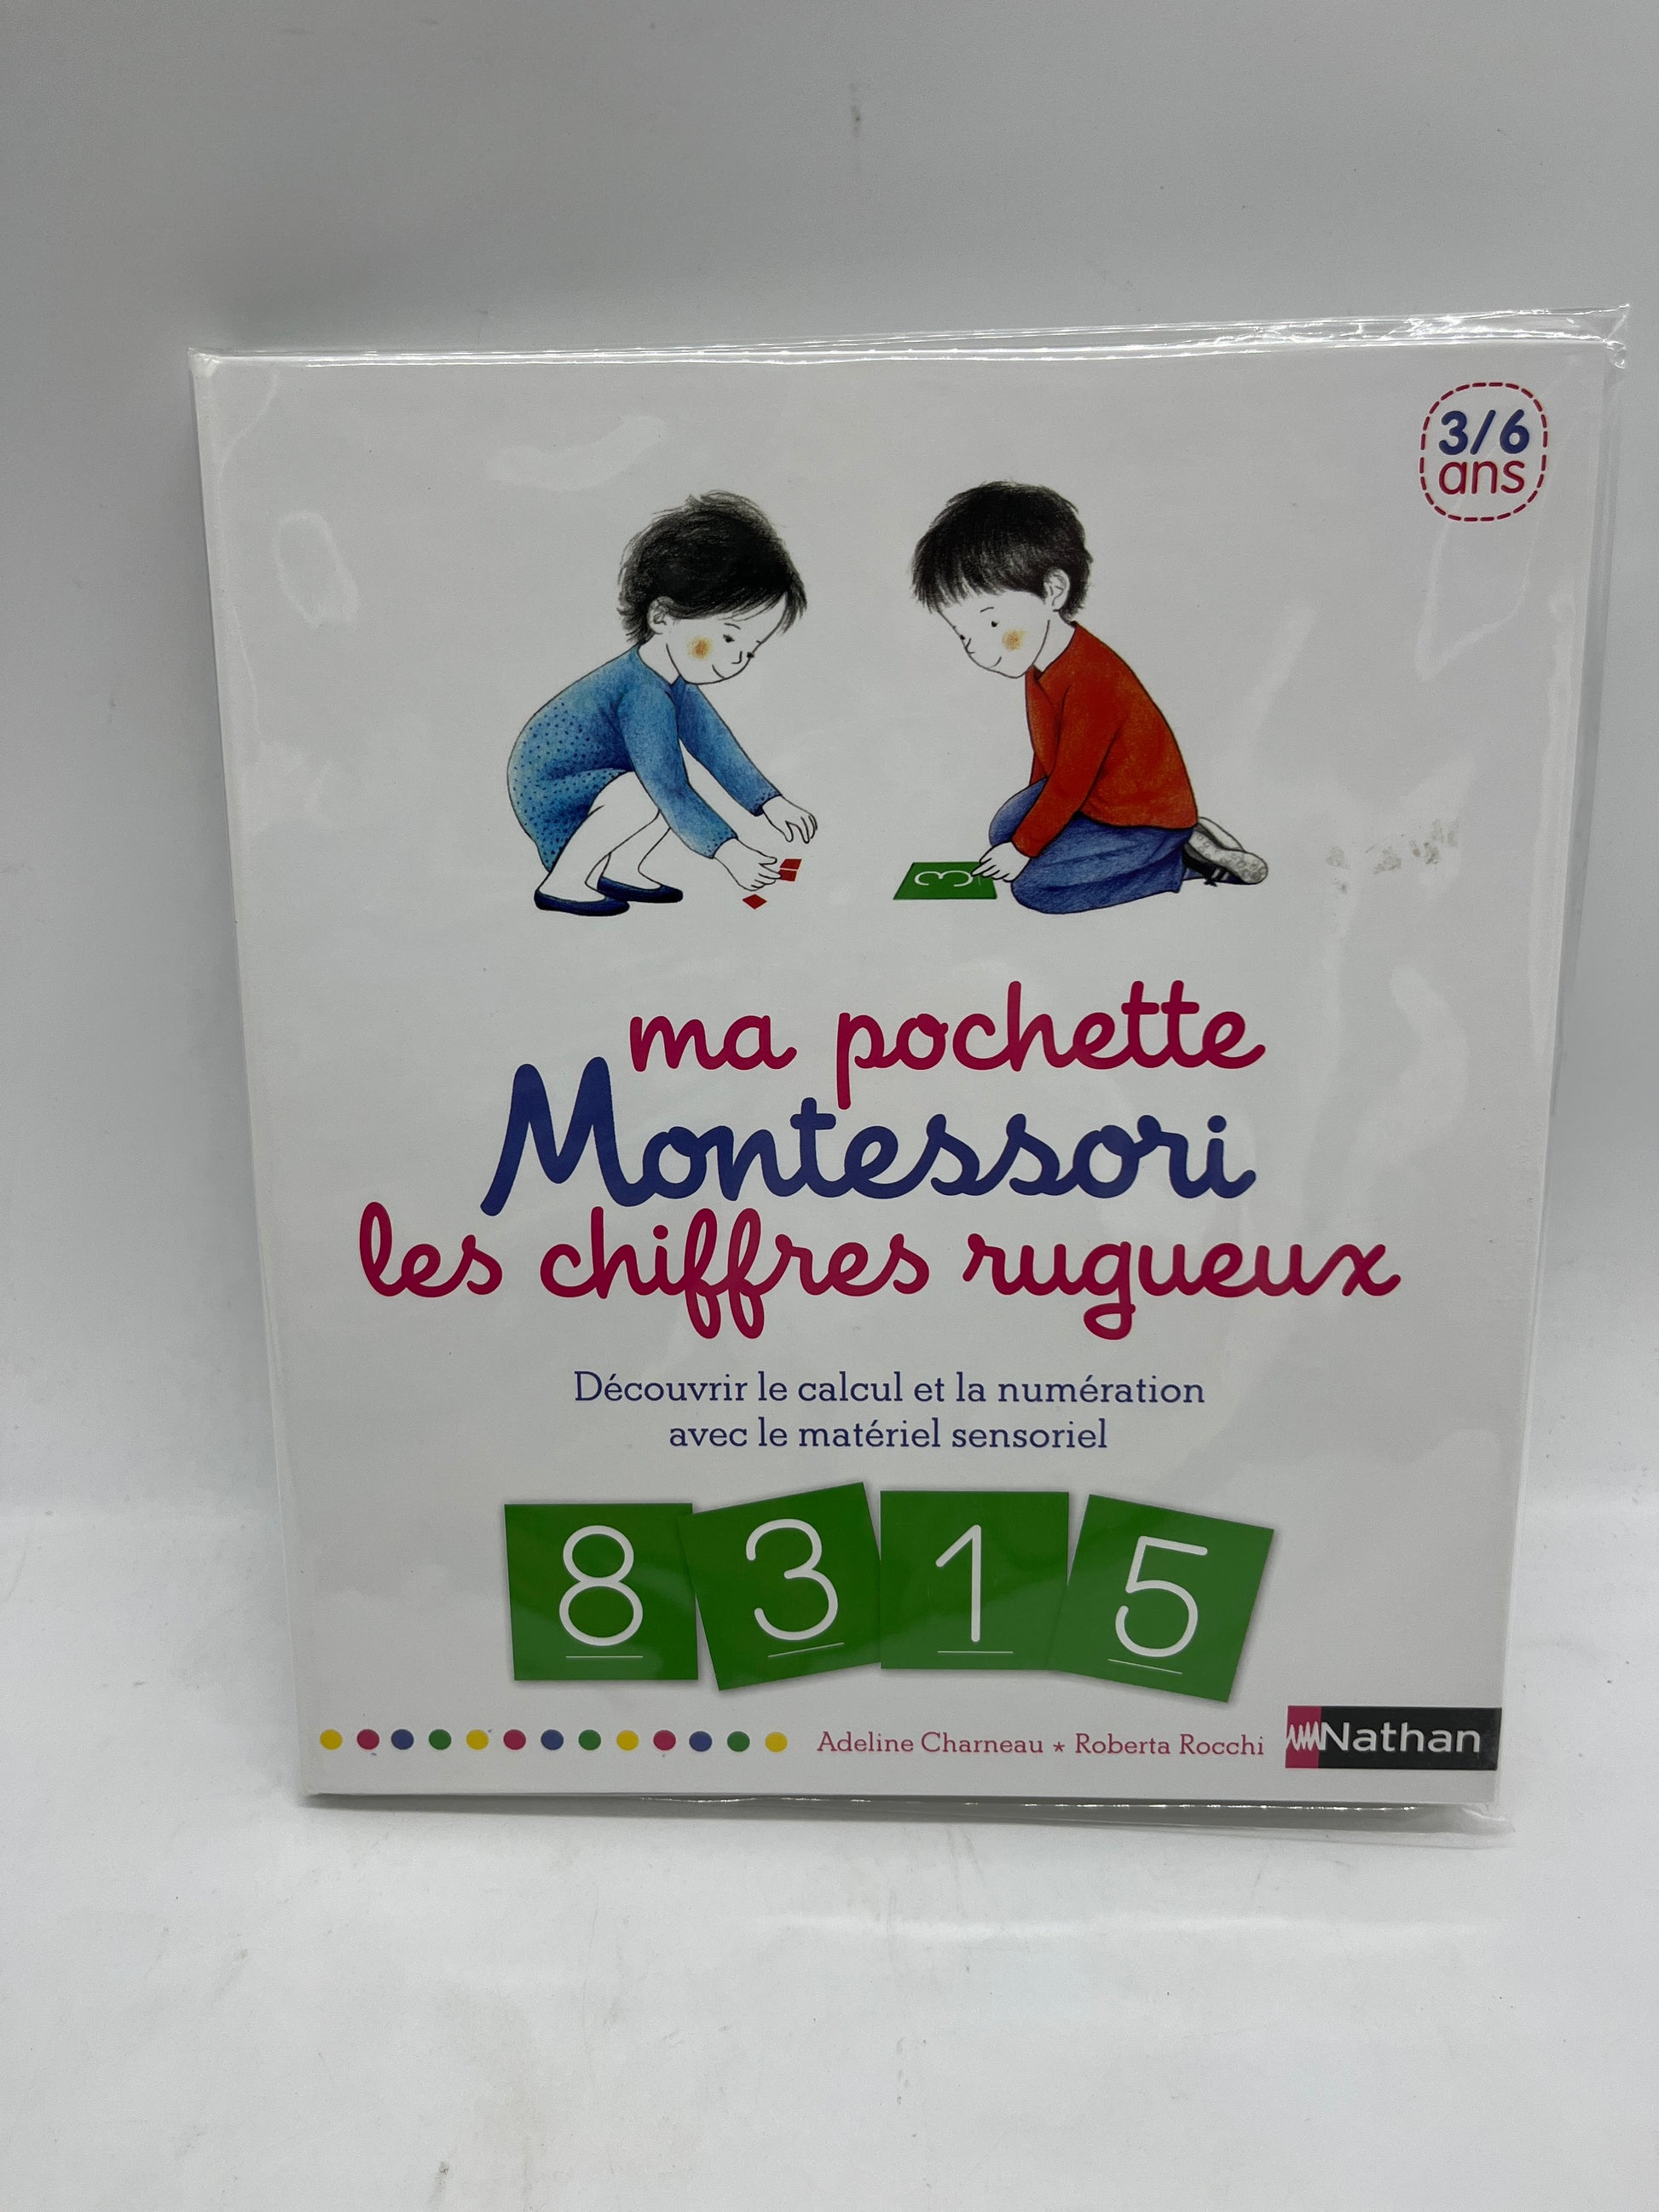 3/6
ans
3
ma pochette
Montessori
les chiffres rugueux
Découvrir le calcul et la numération
avec le matériel sensoriel
8 3 1 5
Adeline Charneau ★ Roberta Rocchi
Nathan